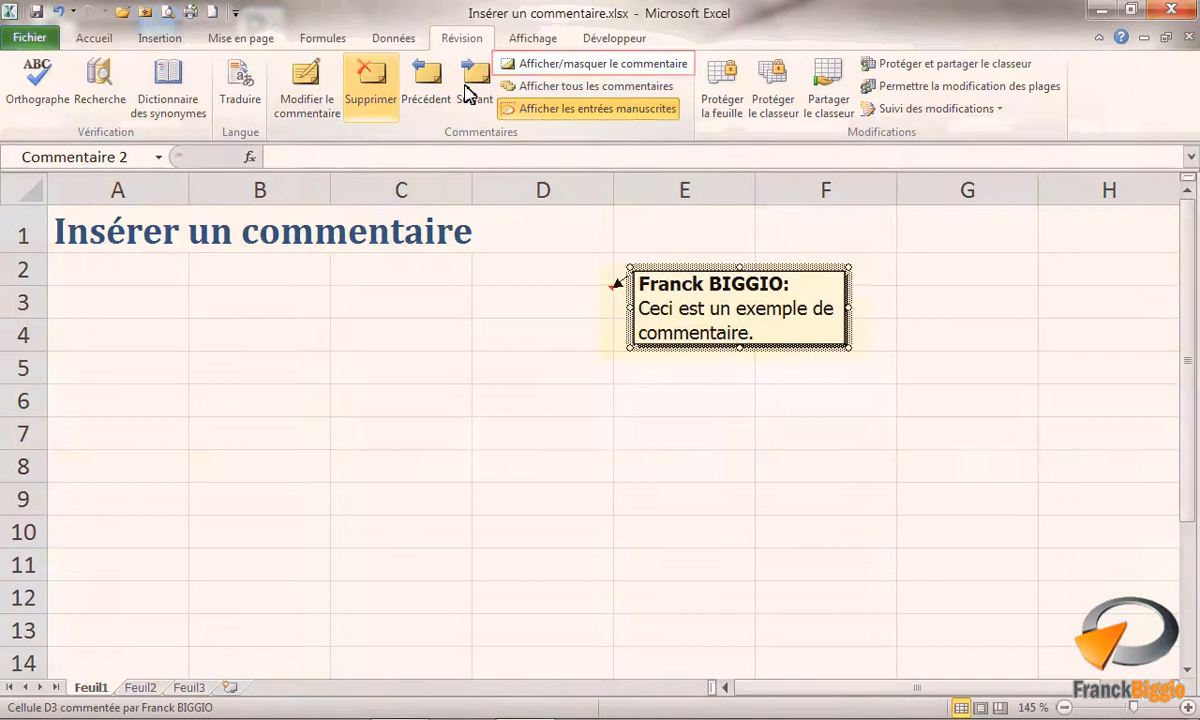 Insérer un commentaire.xlsx - Microsoft Excel
Fichier Accueil Insertion Mise en page Formules Données Révision Affichage Développeur
ABC
Orthographe Recherche Dictionnaire des synonymes
Vérification
Traduire
Langue
Modifier le commentaire Supprimer Précédent
Afficher/masquer le commentaire
Afficher tous les commentaires
Afficher les entrées manuscrites
Commentaires
Protéger la feuille Protéger le classeur Partager le classeur
Protéger et partager le classeur
Permettre la modification des plages
Suivi des modifications
Modifications
Commentaire 2 fx
A B C D E F G H
1 Insérer un commentaire
2
Franck BIGGIO:
3
Ceci est un exemple de
4
commentaire.
5
6
7
8
9
10
11
12
13
14
FranckBiggio
Feuil1 Feuil2 Feuil3
Cellule D3 commentée par Franck BIGGIO 145 %